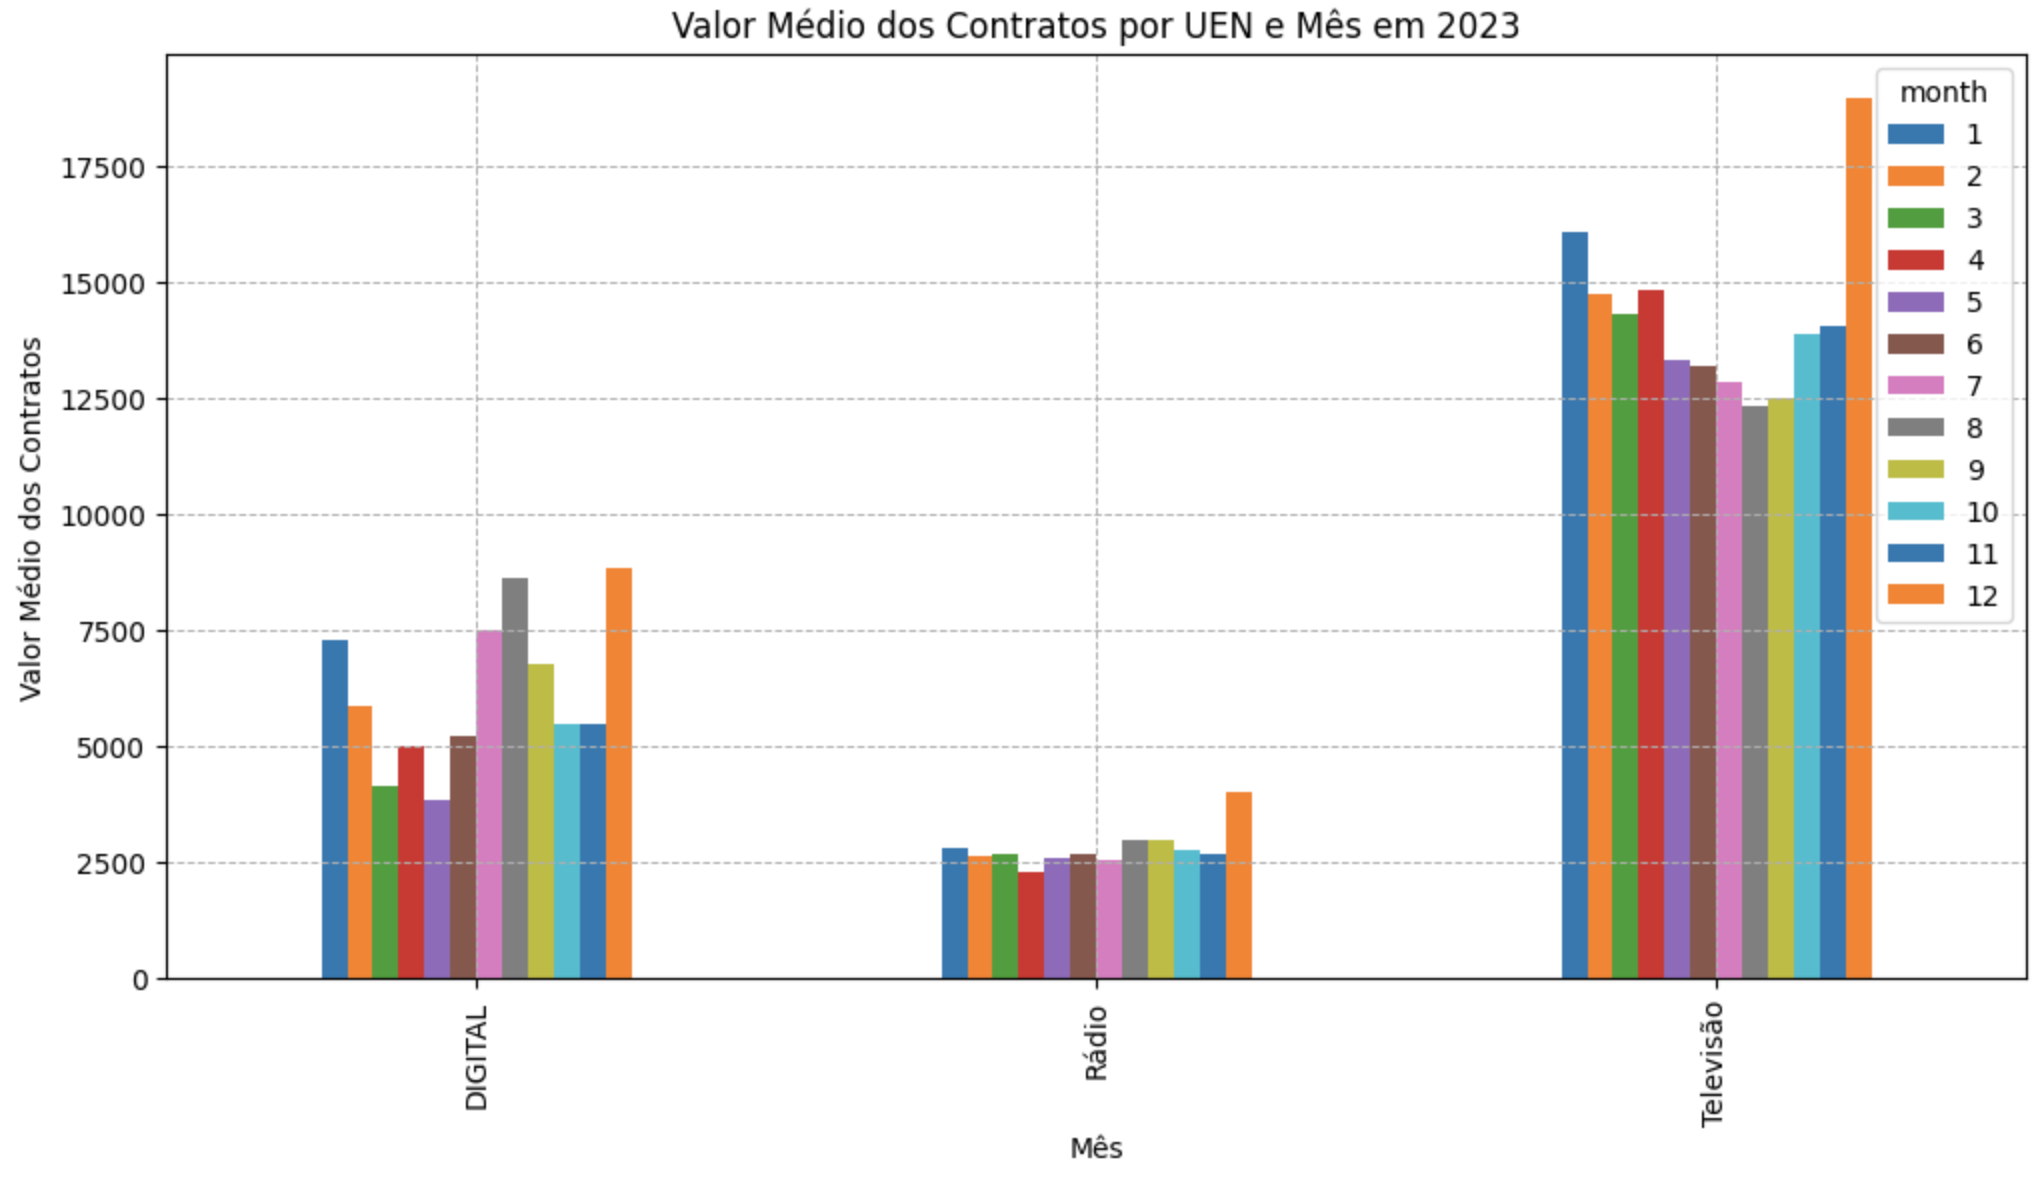 Valor Médio dos Contratos por UEN e Mês em 2023
Valor Médio dos Contratos
17500
15000
12500
10000
7500
5000
2500
0
month
1
2
3
4
5
6
7
8
9
10
11
12
DIGITAL
Rádio
Televisão
Mês